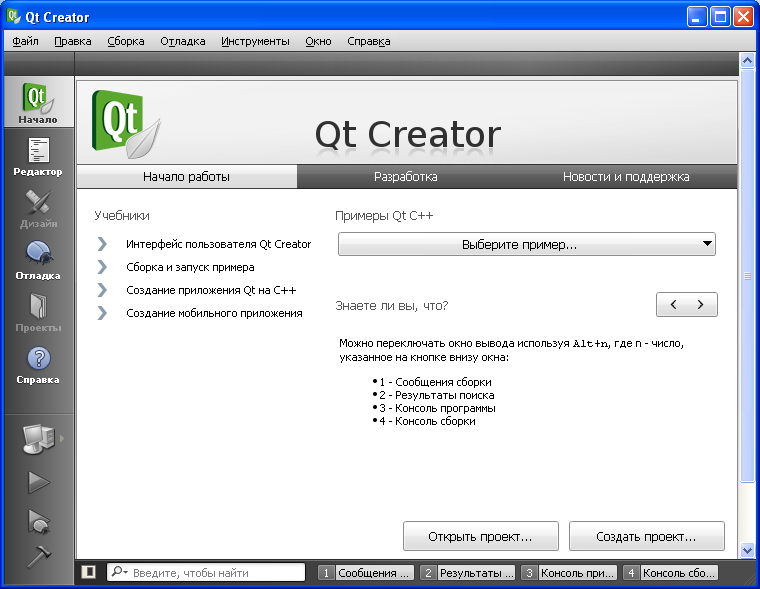 Qt Creator
Файл Правка Сборка Отладка Инструменты Окно Справка
Qt
Начало
Редактор
Дизайн
Отладка
Проекты
Справка
Qt
Qt Creator
Начало работы
Разработка
Новости и поддержка
Учебники
Интерфейс пользователя Qt Creator
Сборка и запуск примера
Создание приложения Qt на C++
Создание мобильного приложения
Примеры Qt C++
Выберите пример...
Знаете ли вы, что?
Можно переключать окно вывода используя Alt+n, где n - число,
указанное на кнопке внизу окна:
•1 - Сообщения сборки
•2 - Результаты поиска
•3 - Консоль программы
•4 - Консоль сборки
Открыть проект...
Создать проект...
Введите, чтобы найти
1 Сообщения ...
2 Результаты ...
3 Консоль при...
4 Консоль сбо...